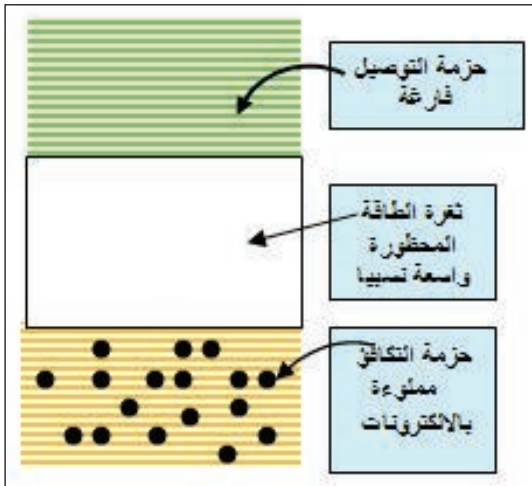 حزمة التوصيل
فارغة
ثغرة الطاقة
المحظورة
واسعة نسبيا
حزمة التكافؤ
مملوءة
بالالكترونات